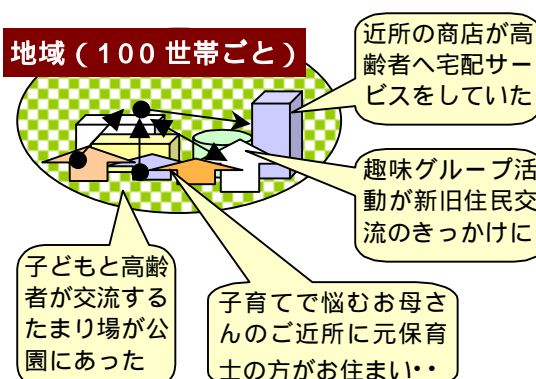 地域（１００世帯ごと）
近所の商店が高
齢者へ宅配サー
ビスをしていた
趣味グループ活
動が新旧住民交
流のきっかけに
子どもと高齢
者が交流する
たまり場が公
園にあった
子育てで悩むお母さ
んのご近所に元保育
士の方がお住まい・・